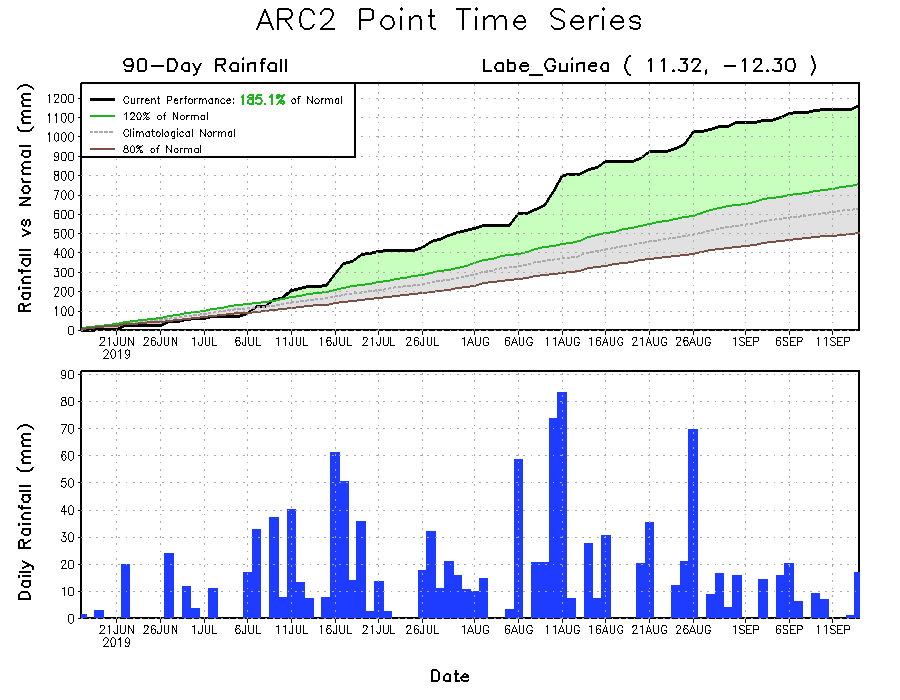 ARC2 Point Time Series
90-Day Rainfall
Labe_Guinea ( 11.32, -12.30 )
Rainfall vs Normal (mm)
Current Performance: 185.1% of Normal
120% of Normal
Climatological Normal
80% of Normal
1200
1100
1000
900
800
700
600
500
400
300
200
100
0
21JUN 26JUN 1JUL 6JUL 11JUL 16JUL 21JUL 26JUL 1AUG 6AUG 11AUG 16AUG 21AUG 26AUG 1SEP 6SEP 11SEP
2019
Daily Rainfall (mm)
90
80
70
60
50
40
30
20
10
0
21JUN 26JUN 1JUL 6JUL 11JUL 16JUL 21JUL 26JUL 1AUG 6AUG 11AUG 16AUG 21AUG 26AUG 1SEP 6SEP 11SEP
2019
Date